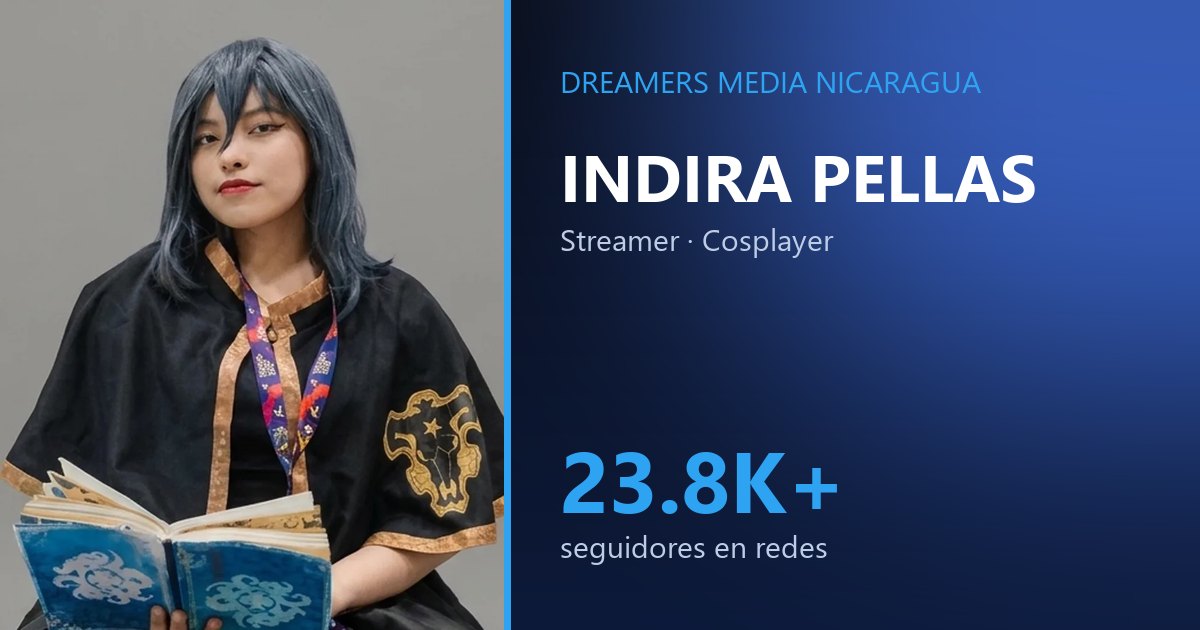 DREAMERS MEDIA NICARAGUA
INDIRA PELLAS
Streamer · Cosplayer
23.8K+
seguidores en redes